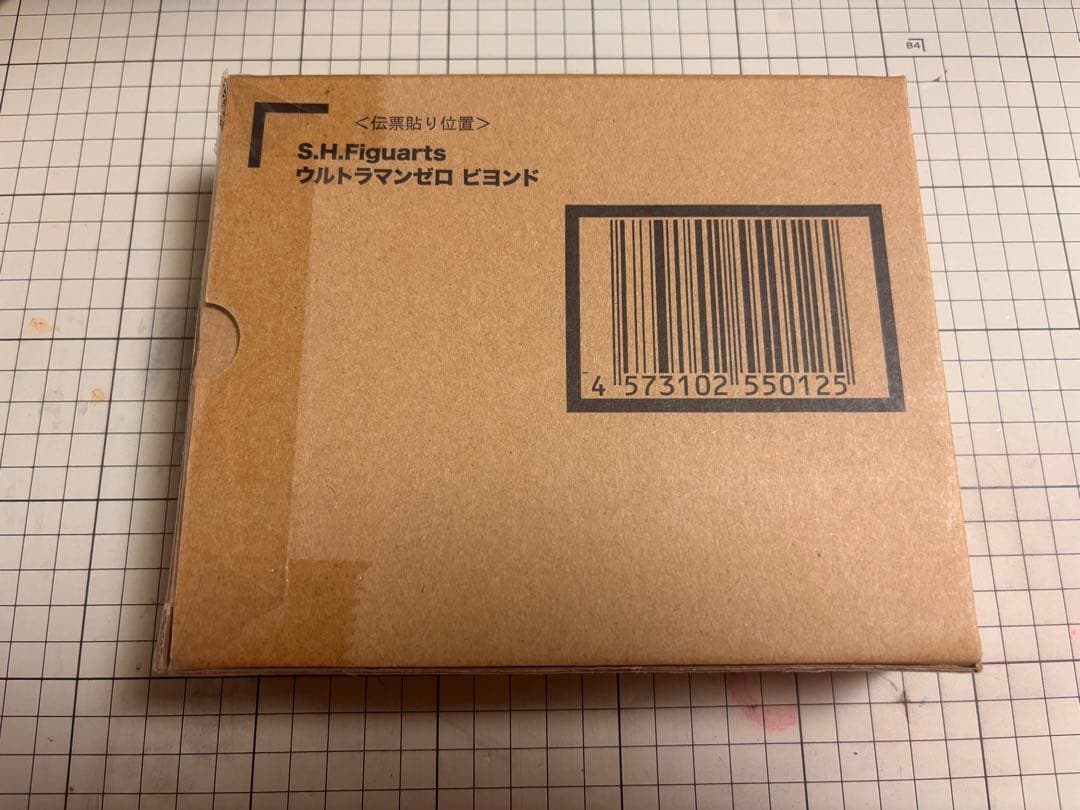 B4
＜伝票貼り位置＞
S.H.Figuarts
ウルトラマンゼロ ビヨンド
4 573102 550125